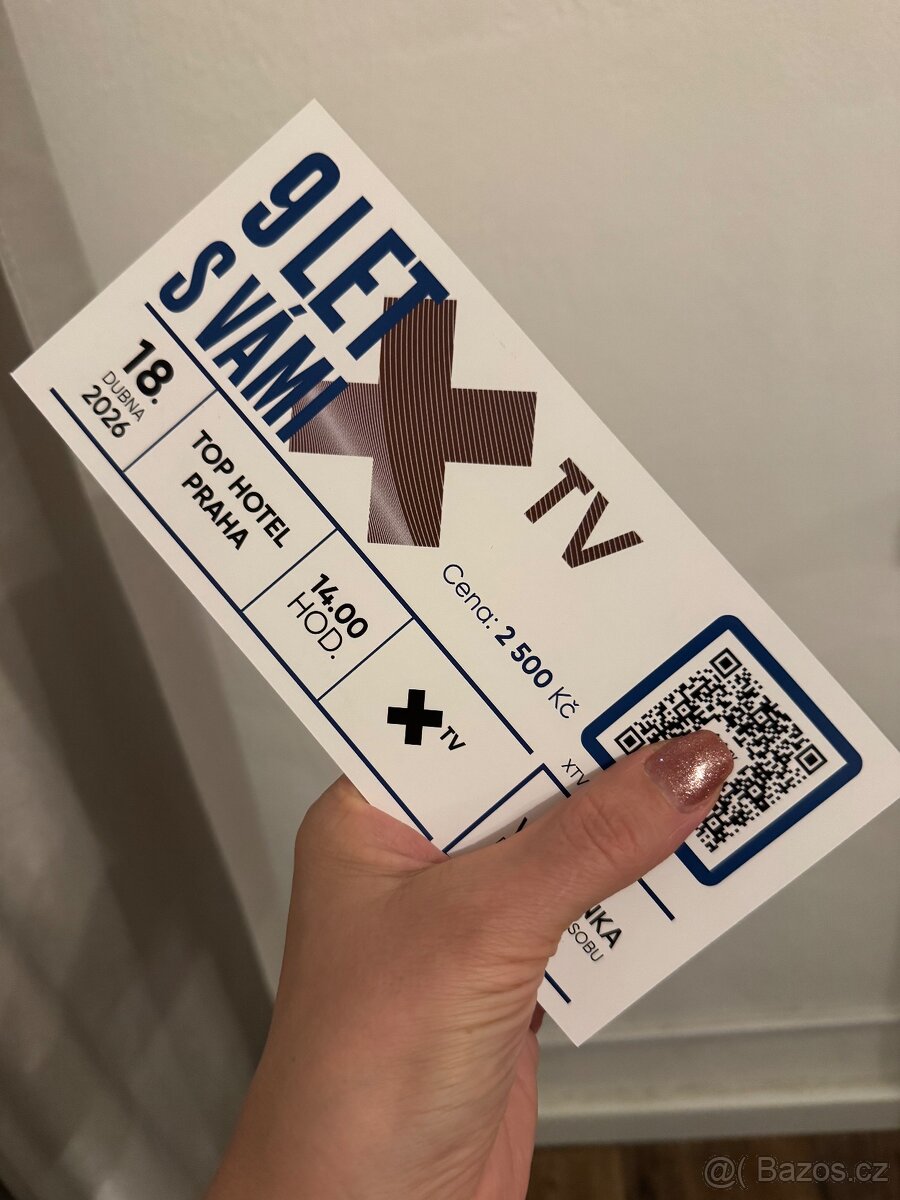 9 LET
S VÁMI
TV
18.
DUBNA
2026
TOP HOTEL
PRAHA
14.00
HOD.
TV
Cena: 2 500 Kč
XTV
NKA
SOBU
@( Bazos.cz